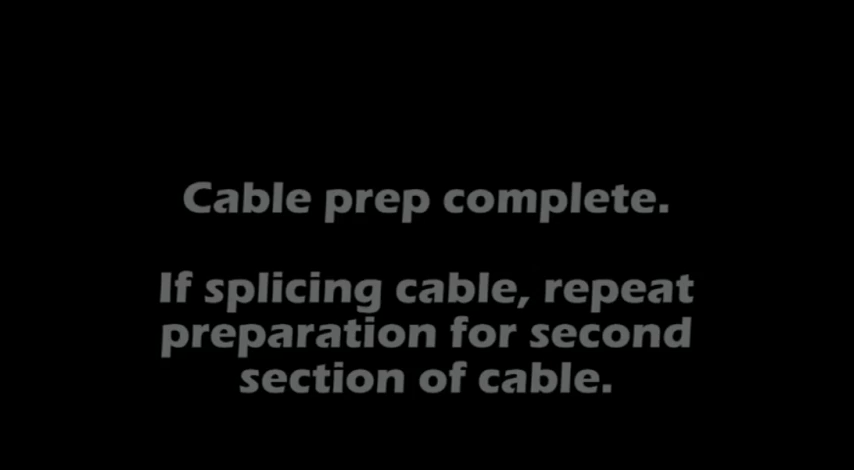 Cable prep complete.
If splicing cable, repeat
preparation for second
section of cable.